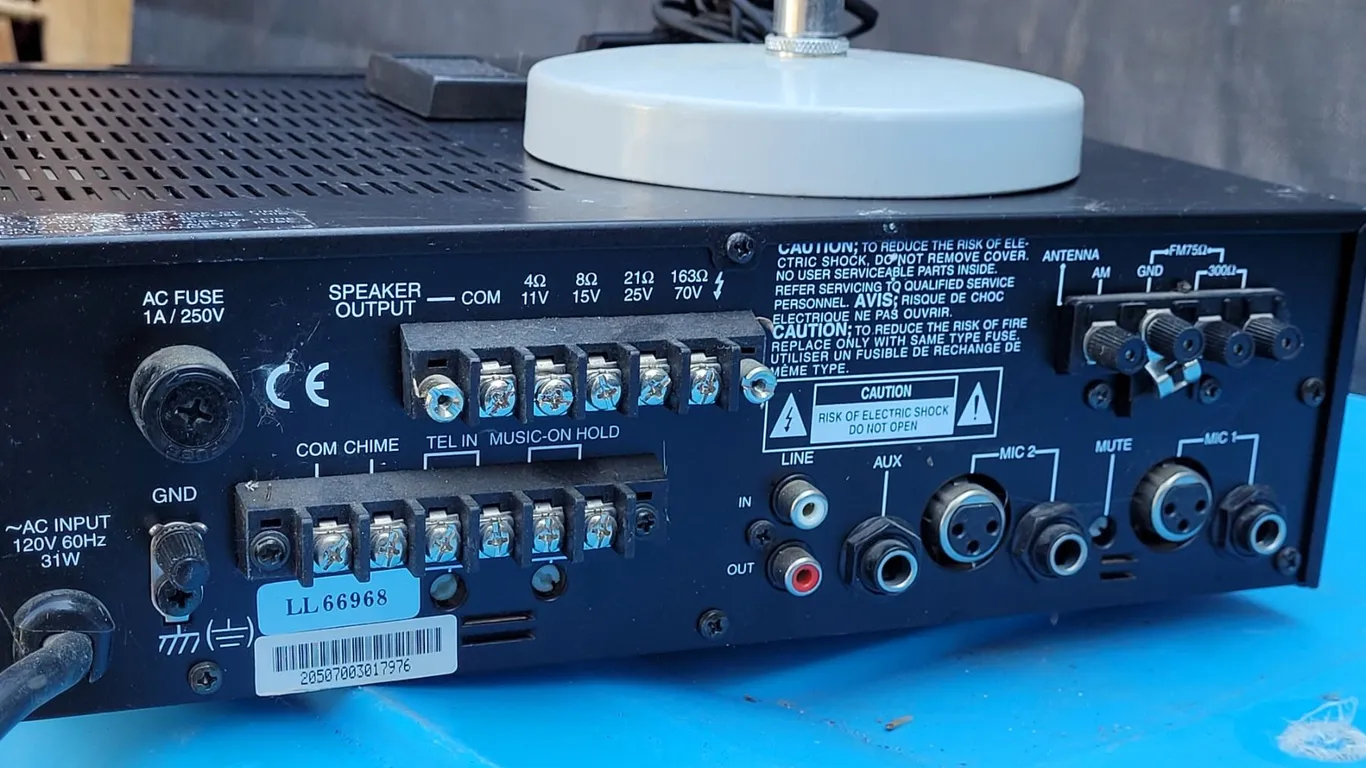 AC FUSE
1A / 250V
SPEAKER
OUTPUT
COM
4Ω
11V
8Ω
15V
21Ω
25V
163Ω
70V
CAUTION; TO REDUCE THE RISK OF ELE-
CTRIC SHOCK, DO NOT REMOVE COVER.
NO USER SERVICEABLE PARTS INSIDE.
REFER SERVICING TO QUALIFIED SERVICE
PERSONNEL. AVIS; RISQUE DE CHOC
ELECTRIQUE NE PAS OUVRIR.
CAUTION; TO REDUCE THE RISK OF FIRE
REPLACE ONLY WITH SAME TYPE FUSE.
UTILISER UN FUSIBLE DE RECHANGE DE
MÊME TYPE.
CAUTION
RISK OF ELECTRIC SHOCK
DO NOT OPEN
ANTENNA
AM
GND
FM75Ω
300Ω
CE
COM CHIME
TEL IN
MUSIC-ON HOLD
GND
~AC INPUT
120V 60Hz
31W
LINE
IN
OUT
AUX
MIC 2
MUTE
MIC 1
LL66968
20507003017976